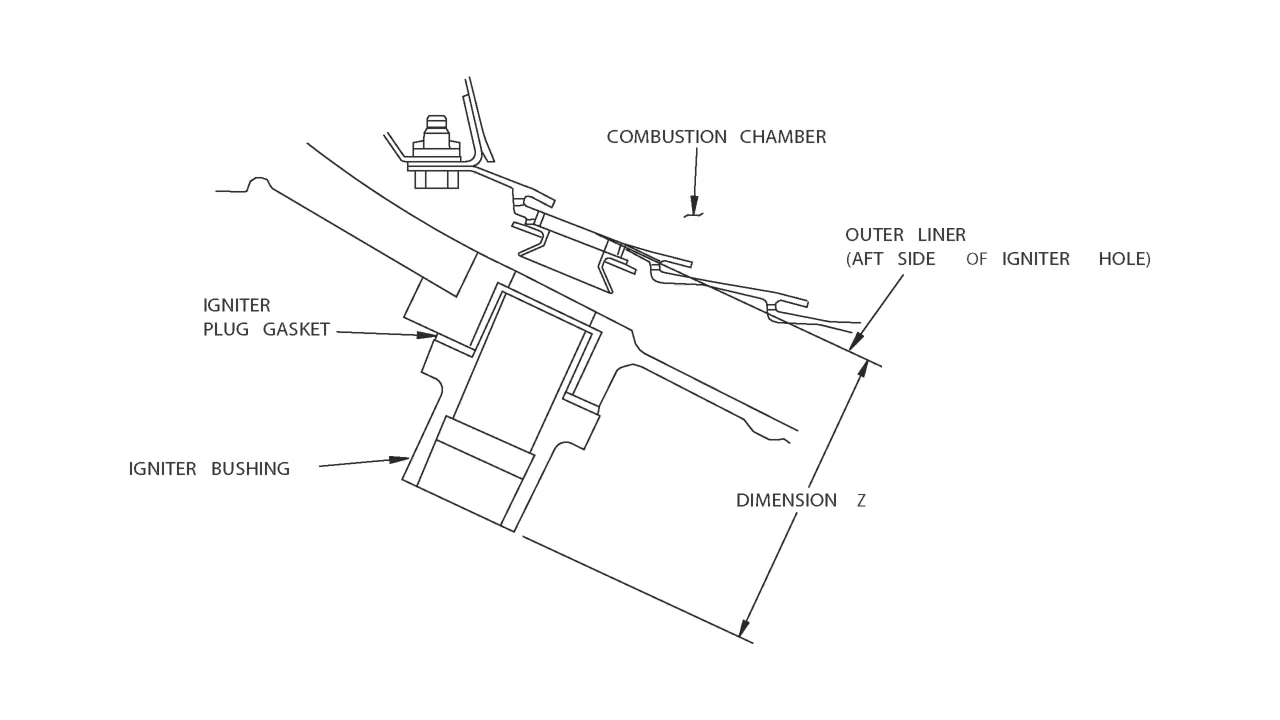 COMBUSTION CHAMBER
OUTER LINER
(AFT SIDE OF IGNITER HOLE)
IGNITER
PLUG GASKET
IGNITER BUSHING
DIMENSION Z